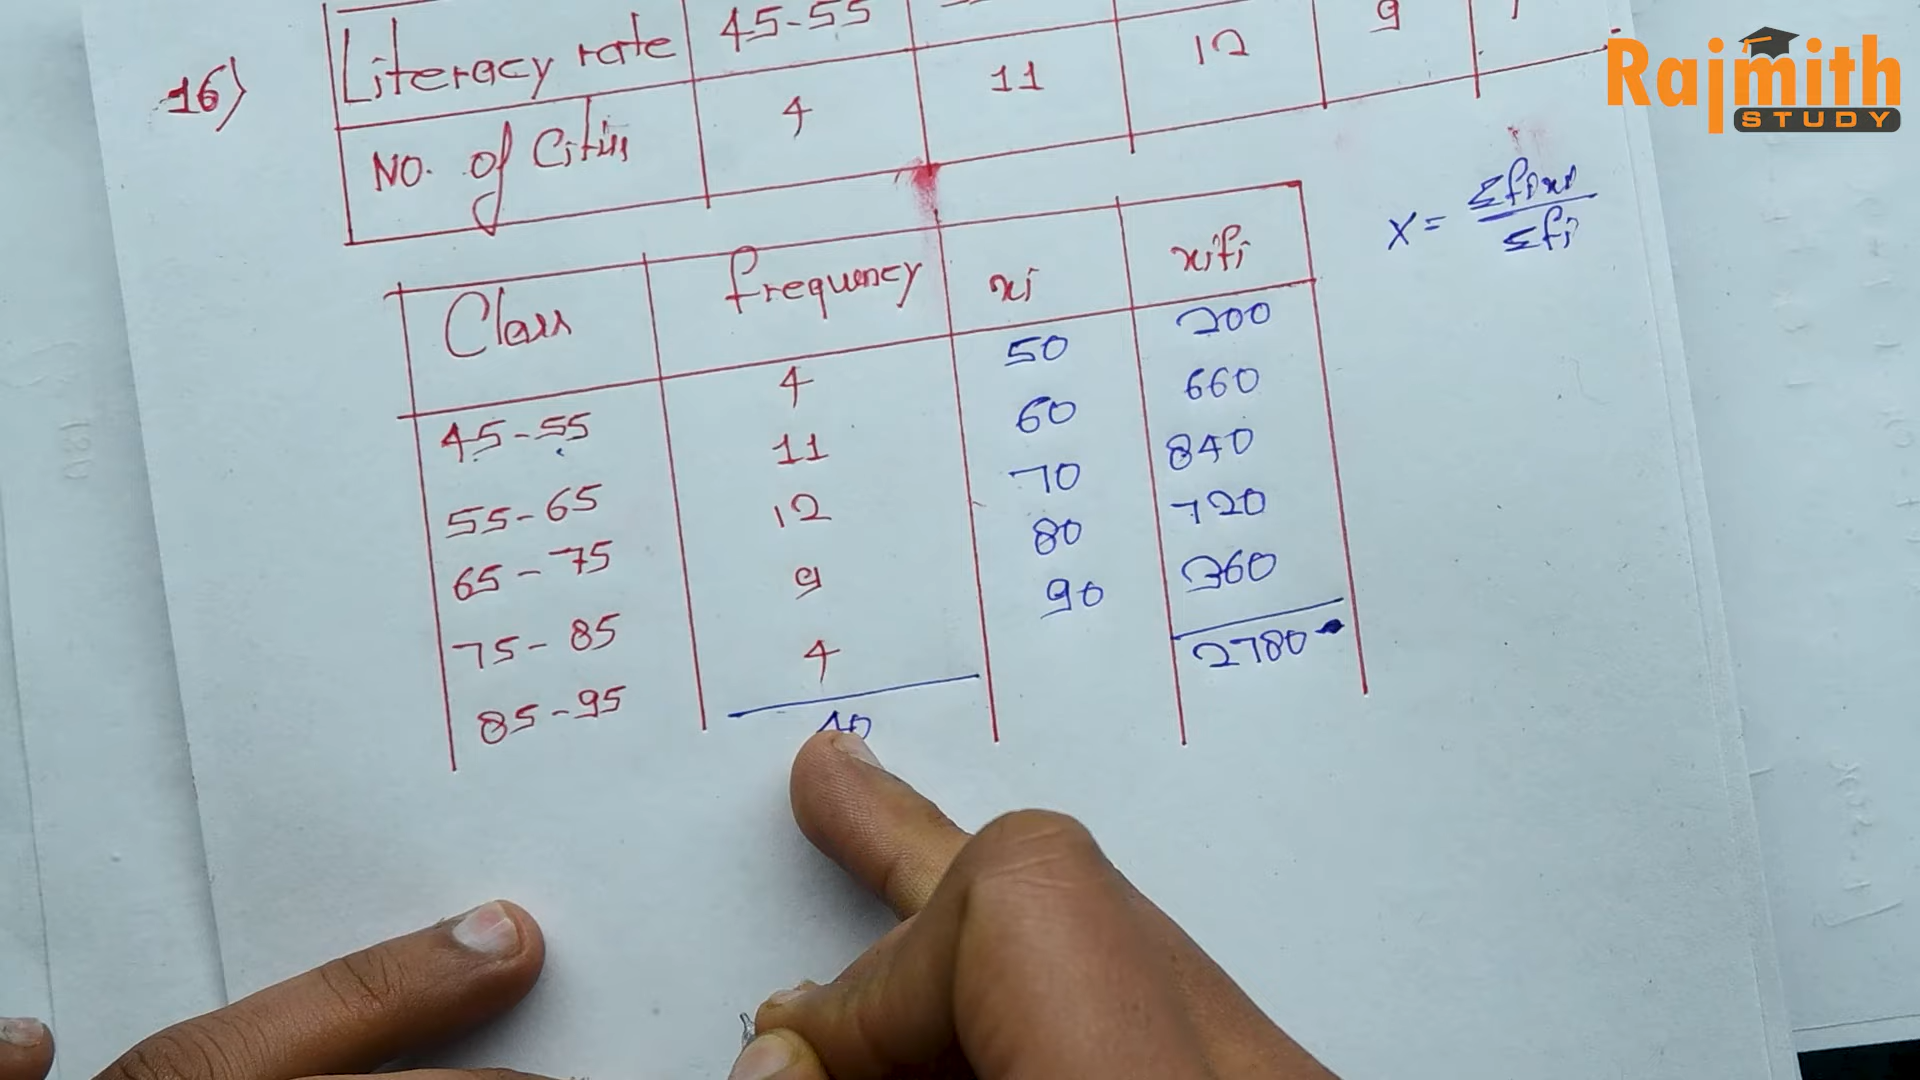 Rajmith
STUDY
16)
Literacy rate 45-55
No. of Cities 4 11 12 9
x = Σfixi / Σfi
Class frequency xi xifi
45-55 4 50 200
55-65 11 60 660
65-75 12 70 840
75-85 9 80 720
85-95 4 90 360
40 2780